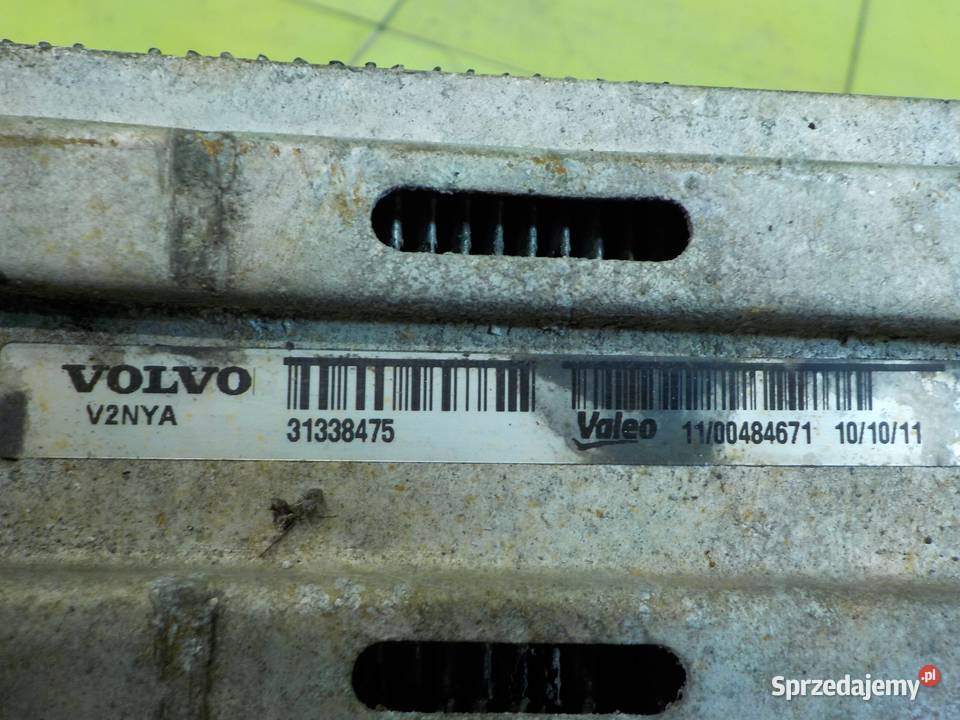 VOLVO
V2NYA
31338475
Valeo 11/00484671 10/10/11
Sprzedajemy.pl